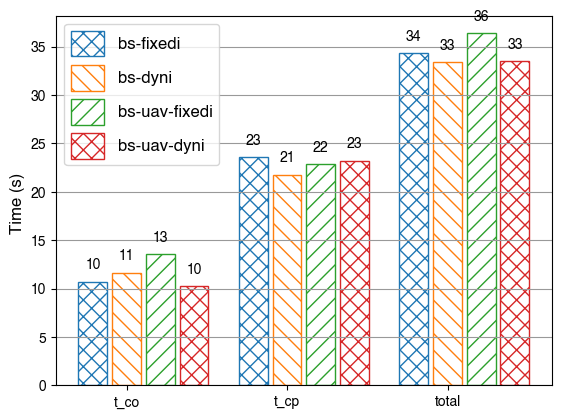 36
35
34
33
33
bs-fixedi
30
bs-dyni
25
bs-uav-fixedi
23
21
22
23
bs-uav-dyni
20
Time (s)
15
10
11
13
10
10
5
0
t_co
t_cp
total